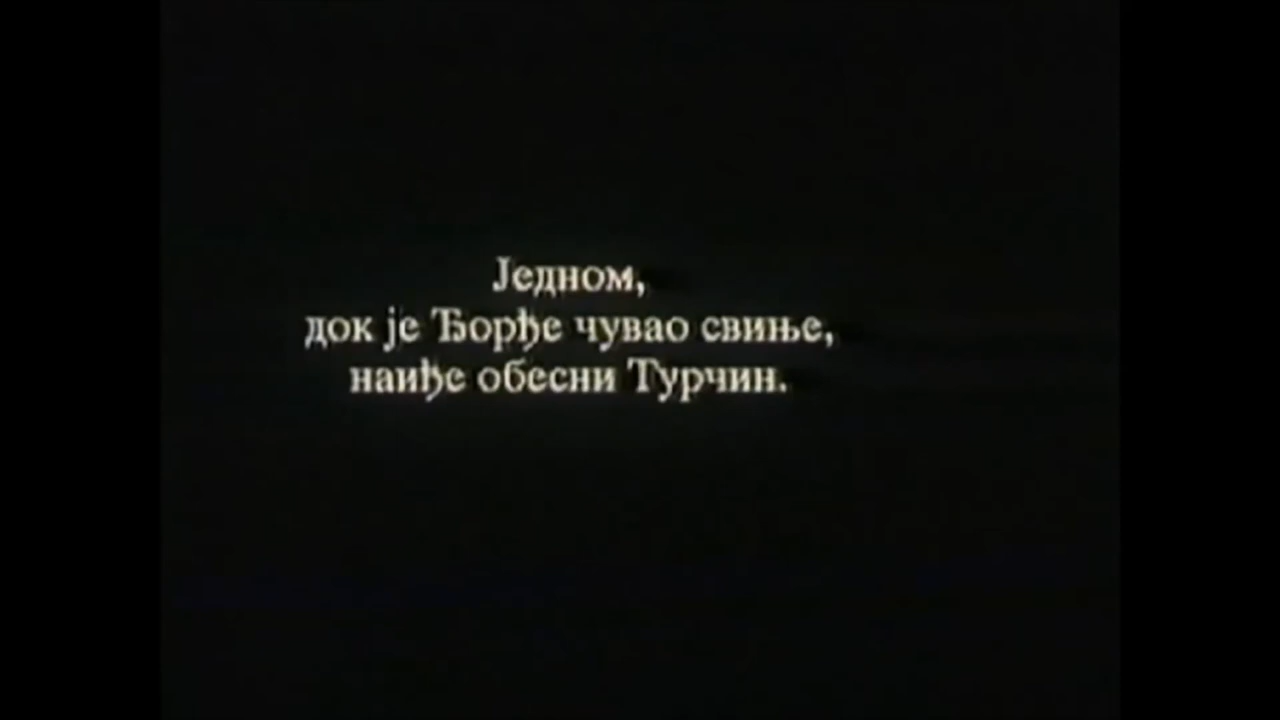 Једном,
док је Ђорђе чувао свиње,
наиђе обесни Турчин.